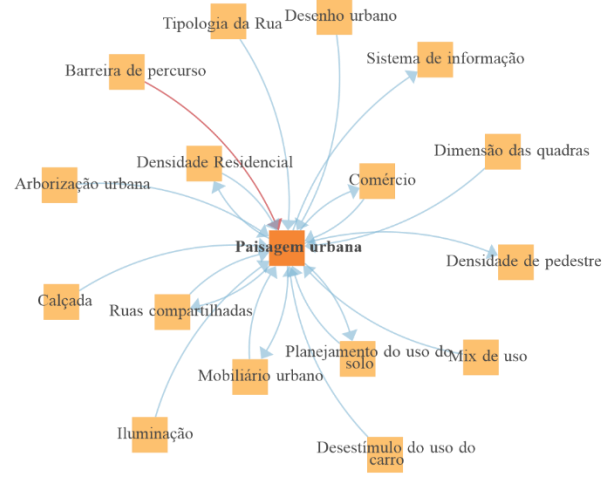 Desenho urbano
Tipologia da Rua
Sistema de informação
Barreira de percurso
Dimensão das quadras
Densidade Residencial
Comércio
Arborização urbana
Paisagem urbana
Densidade de pedestre
Calçada
Ruas compartilhadas
Planejamento do uso do
solo
Mix de uso
Mobiliário urbano
Iluminação
Desestímulo do uso do
carro